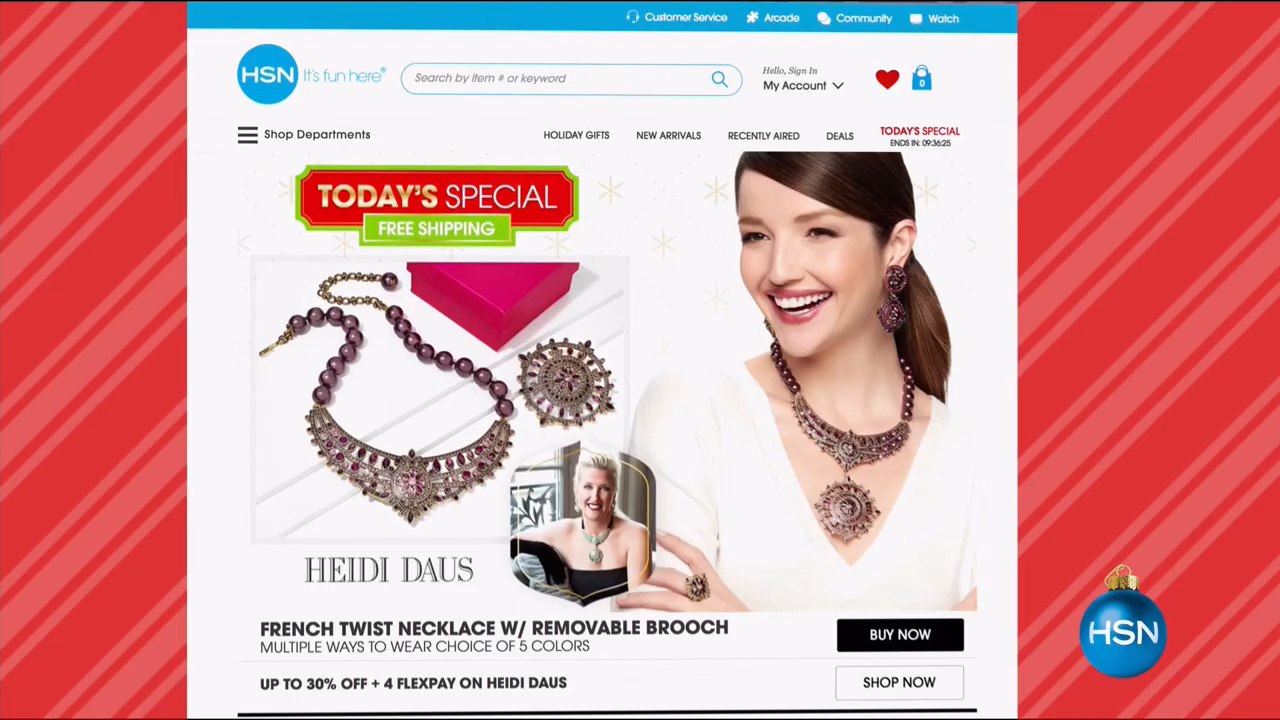 Customer Service Arcade Community Watch
HSN It's fun here® Search by item # or keyword Hello, Sign In
My Account 0
Shop Departments HOLIDAY GIFTS NEW ARRIVALS RECENTLY AIRED DEALS TODAY'S SPECIAL
ENDS IN: 09:36:25
TODAY'S SPECIAL
FREE SHIPPING
HEIDI DAUS
FRENCH TWIST NECKLACE W/ REMOVABLE BROOCH
MULTIPLE WAYS TO WEAR CHOICE OF 5 COLORS
BUY NOW
UP TO 30% OFF + 4 FLEXPAY ON HEIDI DAUS
SHOP NOW
HSN